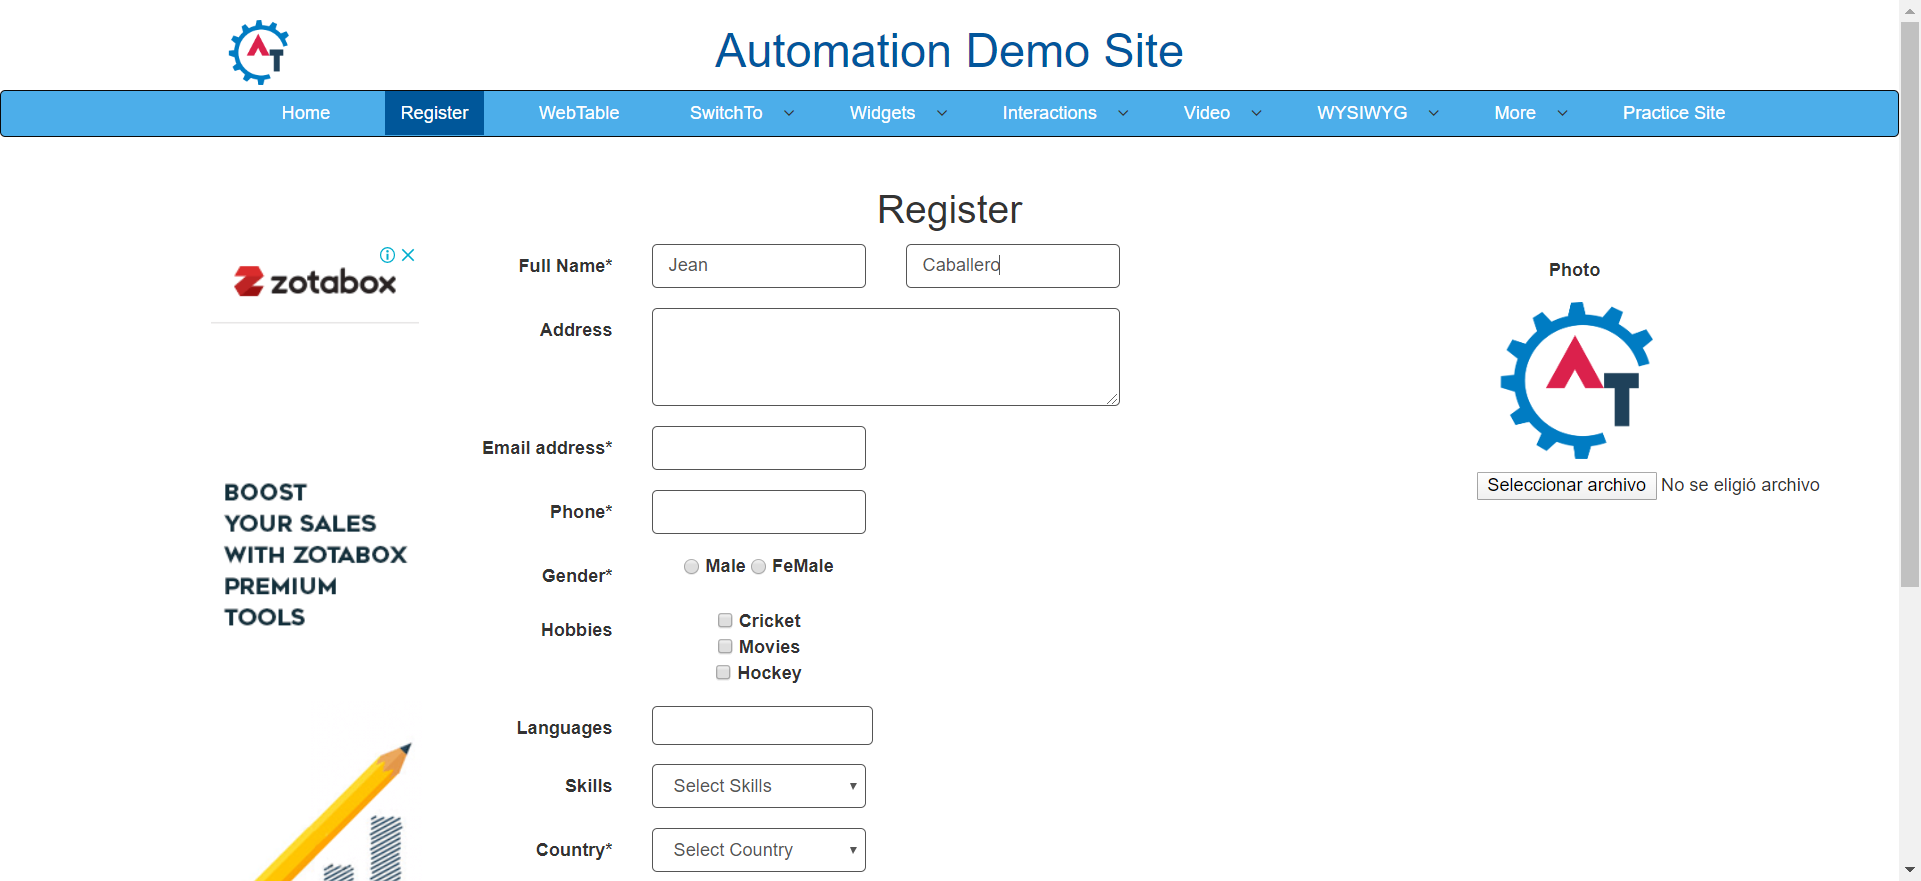 Automation Demo Site
Home Register WebTable SwitchTo Widgets Interactions Video WYSIWYG More Practice Site
Register
zotabox
BOOST
YOUR SALES
WITH ZOTABOX
PREMIUM
TOOLS
Full Name* Jean Caballero
Address
Email address*
Phone*
Gender* Male FeMale
Hobbies Cricket
Movies
Hockey
Languages
Skills Select Skills
Country* Select Country
Photo
AT
Seleccionar archivo No se eligió archivo